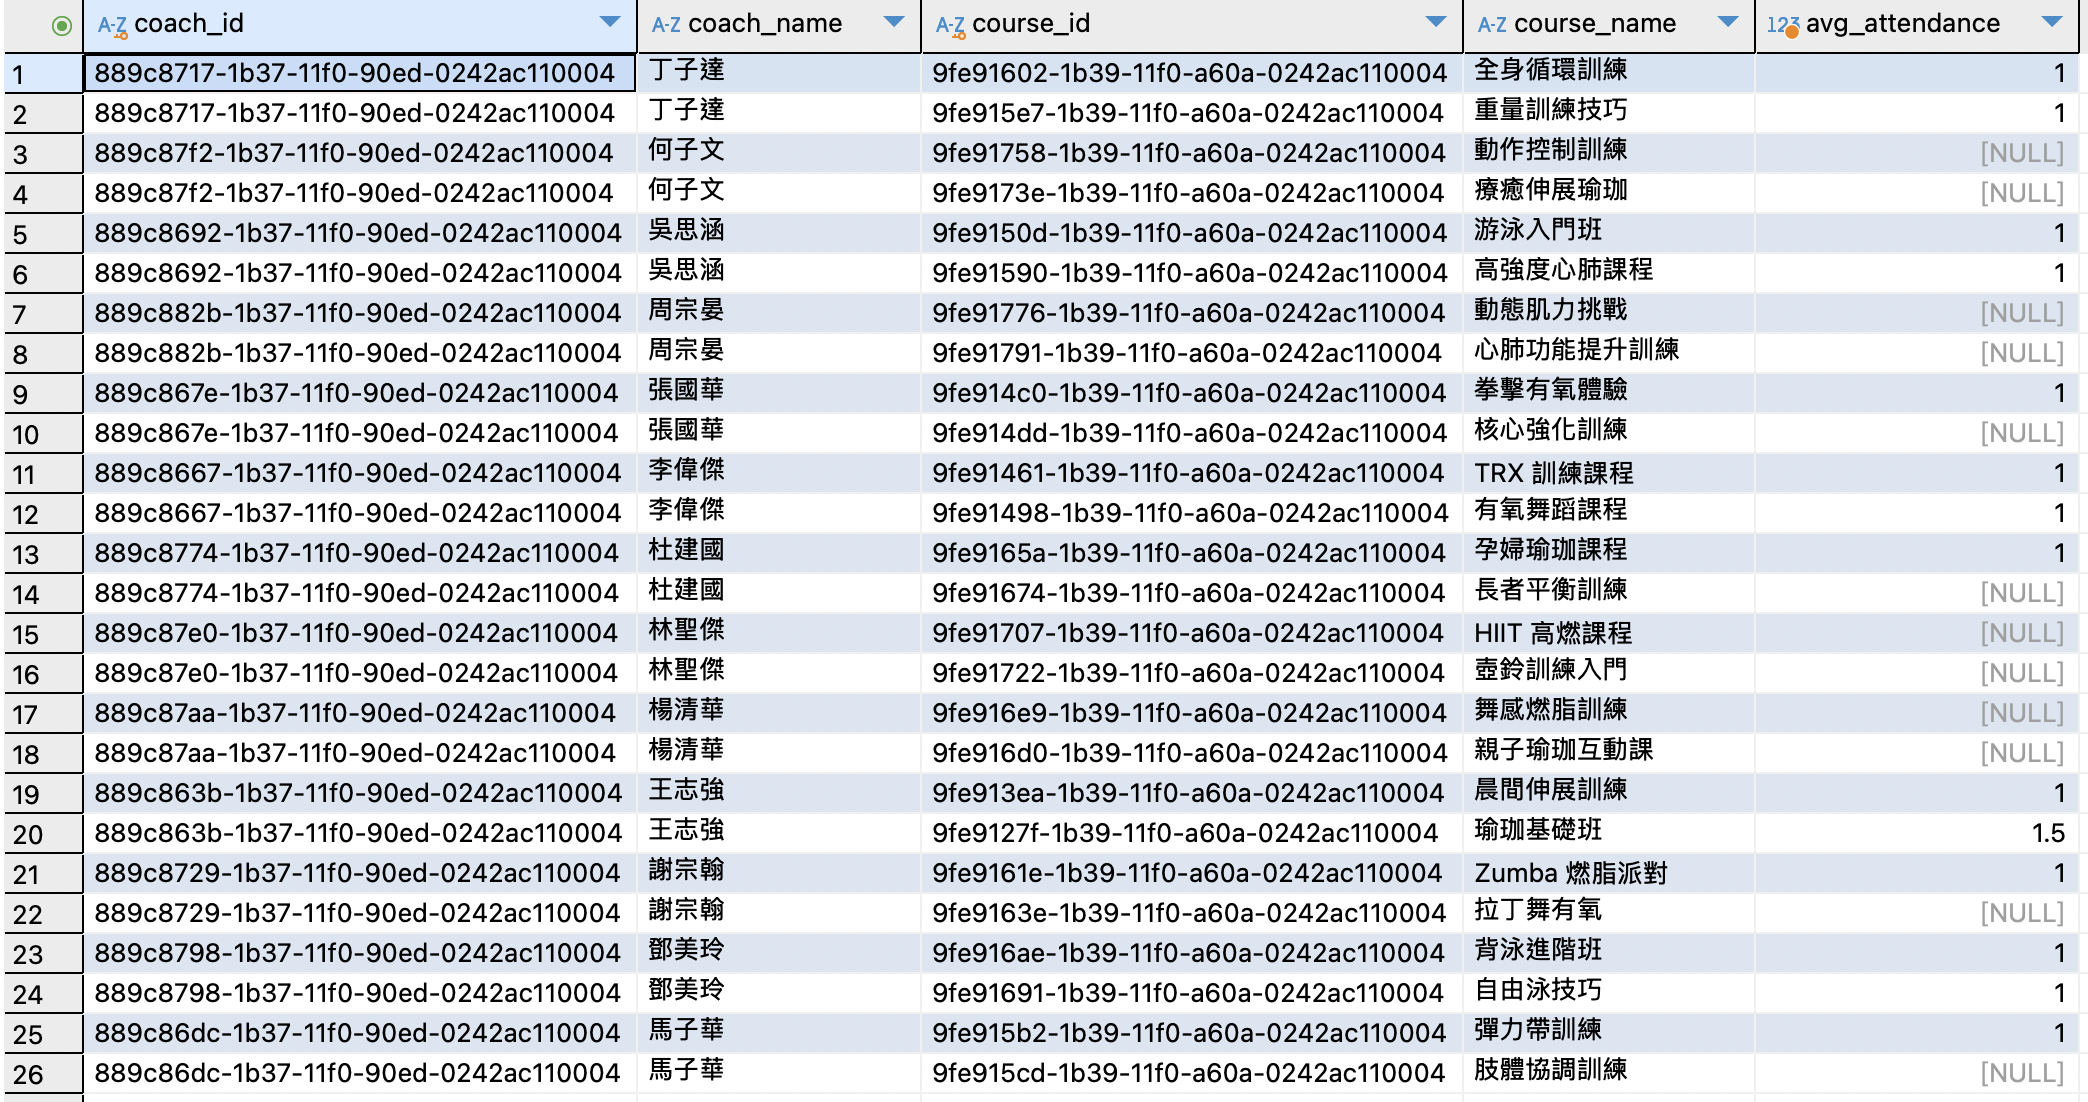 coach_id coach_name course_id course_name avg_attendance
1 889c8717-1b37-11f0-90ed-0242ac110004 丁子達 9fe91602-1b39-11f0-a60a-0242ac110004 全身循環訓練 1
2 889c8717-1b37-11f0-90ed-0242ac110004 丁子達 9fe915e7-1b39-11f0-a60a-0242ac110004 重量訓練技巧 1
3 889c87f2-1b37-11f0-90ed-0242ac110004 何子文 9fe91758-1b39-11f0-a60a-0242ac110004 動作控制訓練 [NULL]
4 889c87f2-1b37-11f0-90ed-0242ac110004 何子文 9fe9173e-1b39-11f0-a60a-0242ac110004 療癒伸展瑜珈 [NULL]
5 889c8692-1b37-11f0-90ed-0242ac110004 吳思涵 9fe9150d-1b39-11f0-a60a-0242ac110004 游泳入門班 1
6 889c8692-1b37-11f0-90ed-0242ac110004 吳思涵 9fe91590-1b39-11f0-a60a-0242ac110004 高強度心肺課程 1
7 889c882b-1b37-11f0-90ed-0242ac110004 周宗晏 9fe91776-1b39-11f0-a60a-0242ac110004 動態肌力挑戰 [NULL]
8 889c882b-1b37-11f0-90ed-0242ac110004 周宗晏 9fe91791-1b39-11f0-a60a-0242ac110004 心肺功能提升訓練 [NULL]
9 889c867e-1b37-11f0-90ed-0242ac110004 張國華 9fe914c0-1b39-11f0-a60a-0242ac110004 拳擊有氧體驗 1
10 889c867e-1b37-11f0-90ed-0242ac110004 張國華 9fe914dd-1b39-11f0-a60a-0242ac110004 核心強化訓練 [NULL]
11 889c8667-1b37-11f0-90ed-0242ac110004 李偉傑 9fe91461-1b39-11f0-a60a-0242ac110004 TRX 訓練課程 1
12 889c8667-1b37-11f0-90ed-0242ac110004 李偉傑 9fe91498-1b39-11f0-a60a-0242ac110004 有氧舞蹈課程 1
13 889c8774-1b37-11f0-90ed-0242ac110004 杜建國 9fe9165a-1b39-11f0-a60a-0242ac110004 孕婦瑜珈課程 1
14 889c8774-1b37-11f0-90ed-0242ac110004 杜建國 9fe91674-1b39-11f0-a60a-0242ac110004 長者平衡訓練 [NULL]
15 889c87e0-1b37-11f0-90ed-0242ac110004 林聖傑 9fe91707-1b39-11f0-a60a-0242ac110004 HIIT 高燃課程 [NULL]
16 889c87e0-1b37-11f0-90ed-0242ac110004 林聖傑 9fe91722-1b39-11f0-a60a-0242ac110004 壺鈴訓練入門 [NULL]
17 889c87aa-1b37-11f0-90ed-0242ac110004 楊清華 9fe916e9-1b39-11f0-a60a-0242ac110004 舞感燃脂訓練 [NULL]
18 889c87aa-1b37-11f0-90ed-0242ac110004 楊清華 9fe916d0-1b39-11f0-a60a-0242ac110004 親子瑜珈互動課 [NULL]
19 889c863b-1b37-11f0-90ed-0242ac110004 王志強 9fe913ea-1b39-11f0-a60a-0242ac110004 晨間伸展訓練 1
20 889c863b-1b37-11f0-90ed-0242ac110004 王志強 9fe9127f-1b39-11f0-a60a-0242ac110004 瑜珈基礎班 1.5
21 889c8729-1b37-11f0-90ed-0242ac110004 謝宗翰 9fe9161e-1b39-11f0-a60a-0242ac110004 Zumba 燃脂派對 1
22 889c8729-1b37-11f0-90ed-0242ac110004 謝宗翰 9fe9163e-1b39-11f0-a60a-0242ac110004 拉丁舞有氧 [NULL]
23 889c8798-1b37-11f0-90ed-0242ac110004 鄧美玲 9fe916ae-1b39-11f0-a60a-0242ac110004 背泳進階班 1
24 889c8798-1b37-11f0-90ed-0242ac110004 鄧美玲 9fe91691-1b39-11f0-a60a-0242ac110004 自由泳技巧 1
25 889c86dc-1b37-11f0-90ed-0242ac110004 馬子華 9fe915b2-1b39-11f0-a60a-0242ac110004 彈力帶訓練 1
26 889c86dc-1b37-11f0-90ed-0242ac110004 馬子華 9fe915cd-1b39-11f0-a60a-0242ac110004 肢體協調訓練 [NULL]